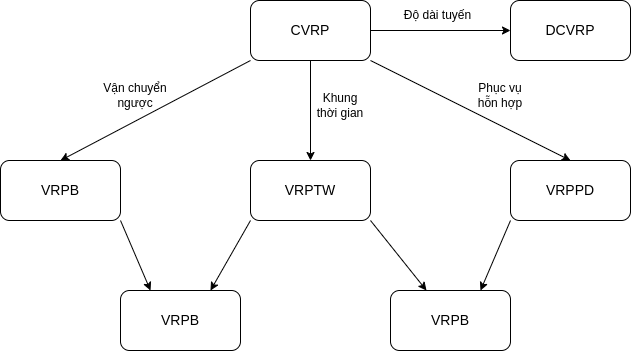 CVRP
Độ dài tuyến
DCVRP
Vận chuyển
ngược
Khung
thời gian
Phục vụ
hỗn hợp
VRPB
VRPTW
VRPPD
VRPB
VRPB